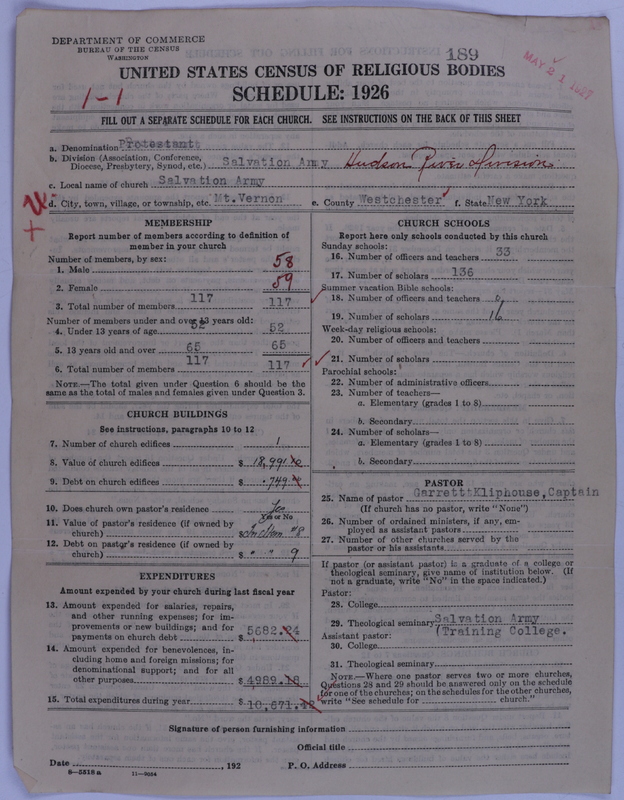 DEPARTMENT OF COMMERCE
BUREAU OF THE CENSUS
WASHINGTON
189
MAY 21 1927
UNITED STATES CENSUS OF RELIGIOUS BODIES
1-1
SCHEDULE: 1926
FILL OUT A SEPARATE SCHEDULE FOR EACH CHURCH. SEE INSTRUCTIONS ON THE BACK OF THIS SHEET
a. Denomination Protestant
b. Division (Association, Conference, Diocese, Presbytery, Synod, etc.) Salvation Army Hudson River Division
c. Local name of church Salvation Army
d. City, town, village, or township, etc. Mt. Vernon e. County Westchester f. State New York
MEMBERSHIP
Report number of members according to definition of
member in your church
Number of members, by sex:
1. Male 58
2. Female 59
3. Total number of members 117 117
Number of members under and over 13 years old:
4. Under 13 years of age 52 52
5. 13 years old and over 65 65
6. Total number of members 117 117
NOTE.—The total given under Question 6 should be the
same as the total of males and females given under Question 3.
CHURCH BUILDINGS
See instructions, paragraphs 10 to 12
7. Number of church edifices 1
8. Value of church edifices $ 18,991
9. Debt on church edifices $ 749
10. Does church own pastor's residence? Yes
Yes or No
11. Value of pastor's residence (if owned by
church) $ In Item #8
12. Debt on pastor's residence (if owned by
church) $ " " 9
EXPENDITURES
Amount expended by your church during last fiscal year
13. Amount expended for salaries, repairs,
and other running expenses; for im-
provements or new buildings; and for
payments on church debt $ 5682.24
14. Amount expended for benevolences, in-
cluding home and foreign missions; for
denominational support; and for all
other purposes $ 4989.18
15. Total expenditures during year $ 10,671.42
CHURCH SCHOOLS
Report here only schools conducted by this church
Sunday schools:
16. Number of officers and teachers 33
17. Number of scholars 136
Summer vacation Bible schools:
18. Number of officers and teachers
19. Number of scholars 16
Week-day religious schools:
20. Number of officers and teachers
21. Number of scholars
Parochial schools:
22. Number of administrative officers
23. Number of teachers—
a. Elementary (grades 1 to 8)
b. Secondary
24. Number of scholars—
a. Elementary (grades 1 to 8)
b. Secondary
PASTOR
25. Name of pastor Garrett Kliphouse, Captain
(If church has no pastor, write "None")
26. Number of ordained ministers, if any, em-
ployed as assistant pastors
27. Number of other churches served by the
pastor or his assistants
If pastor (or assistant pastor) is a graduate of a college or
theological seminary, give name of institution below. (If
not a graduate, write "No" in the space indicated.)
Pastor:
28. College
29. Theological seminary Salvation Army
Assistant pastor: (Training College.
30. College
31. Theological seminary
NOTE.—Where one pastor serves two or more churches,
Questions 28 and 29 should be answered only on the schedule
for one of the churches; on the schedules for the other churches,
write "See schedule for church."
Signature of person furnishing information
Official title
Date , 192 P. O. Address
8—5318 a 11—9054